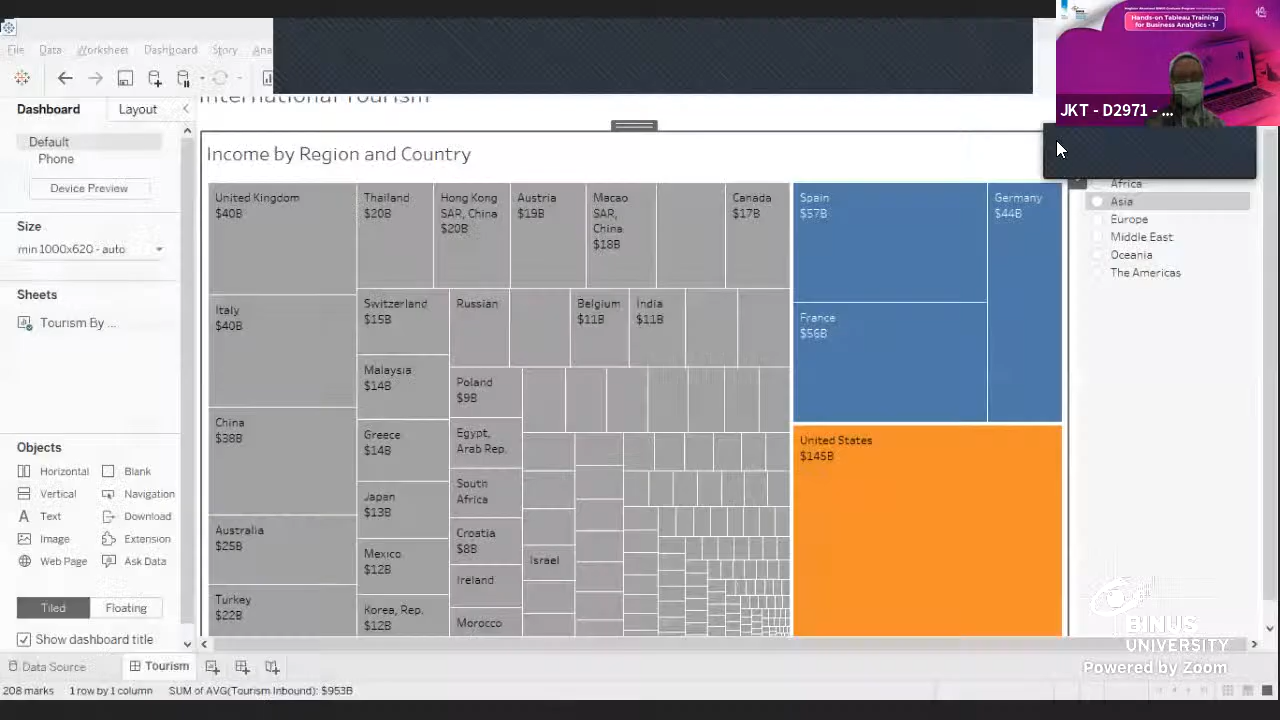 Hands-on Tableau Training
for Business Analytics - 1
JKT - D2971 - ...
File Data Worksheet Dashboard Story
Dashboard Layout
Default
Phone
Device Preview
Size
min 1000x620 - auto
Sheets
Tourism By ...
Objects
Horizontal Blank
Vertical Navigation
Text Download
Image Extension
Web Page Ask Data
Tiled Floating
Show dashboard title
International Tourism
Income by Region and Country
United Kingdom
$40B
Italy
$40B
China
$38B
Australia
$25B
Turkey
$22B
Thailand
$20B
Hong Kong
SAR, China
$20B
Austria
$19B
Macao
SAR,
China
$18B
Canada
$17B
Switzerland
$15B
Russian
Belgium
$11B
India
$11B
Malaysia
$14B
Greece
$14B
Japan
$13B
Mexico
$12B
Korea, Rep.
$12B
Poland
$9B
Egypt,
Arab Rep.
South
Africa
Croatia
$8B
Ireland
Morocco
Israel
Spain
$57B
France
$56B
Germany
$44B
United States
$145B
Africa
Asia
Europe
Middle East
Oceania
The Americas
BINUS
UNIVERSITY
Powered by Zoom
Data Source Tourism
208 marks 1 row by 1 column SUM of AVG(Tourism Inbound): $953B